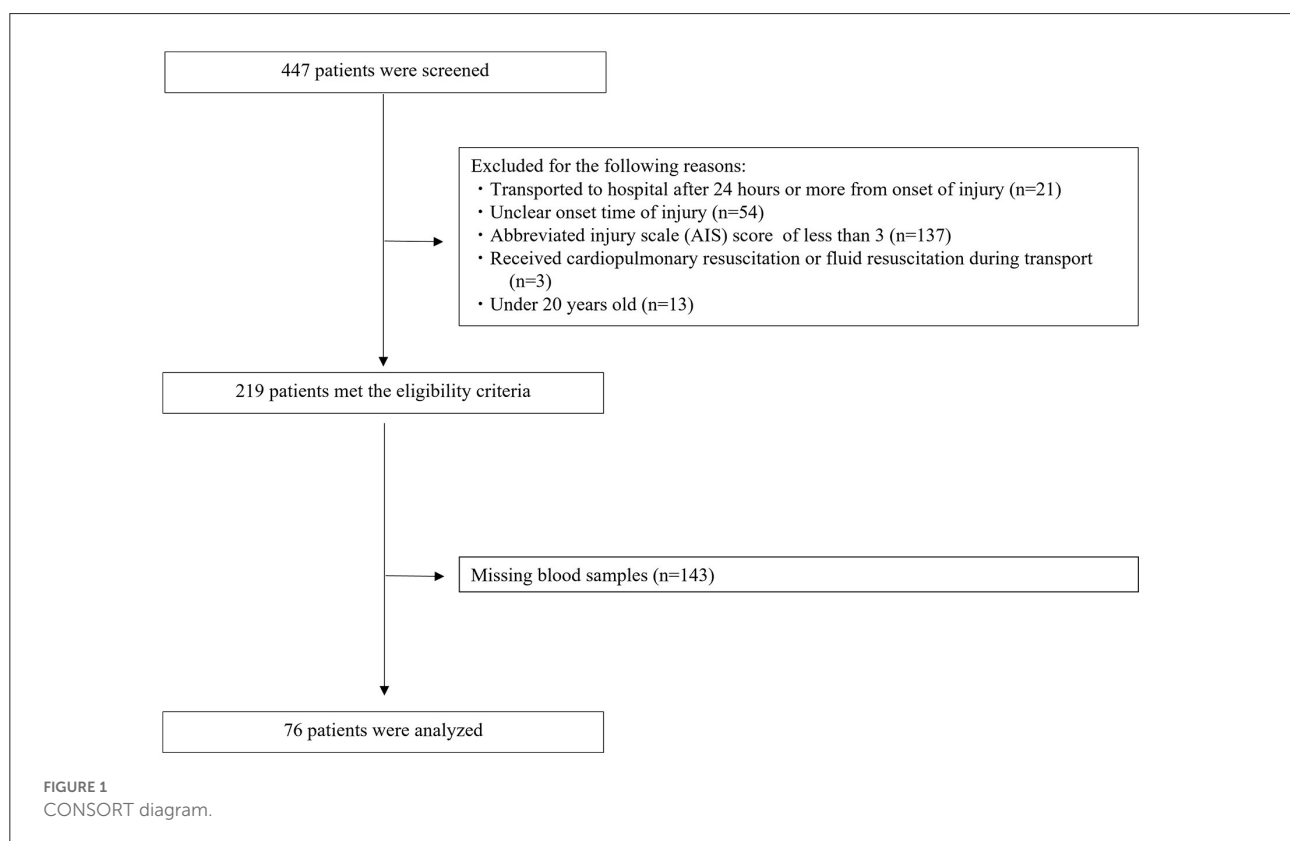 447 patients were screened
Excluded for the following reasons:
・Transported to hospital after 24 hours or more from onset of injury (n=21)
・Unclear onset time of injury (n=54)
・Abbreviated injury scale (AIS) score of less than 3 (n=137)
・Received cardiopulmonary resuscitation or fluid resuscitation during transport
(n=3)
・Under 20 years old (n=13)
219 patients met the eligibility criteria
Missing blood samples (n=143)
76 patients were analyzed
FIGURE 1
CONSORT diagram.